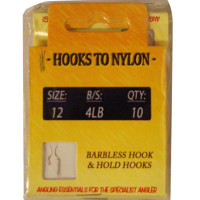 - HOOKS TO NYLON -
SIZE: B/S: QTY:
12 4LB 10
BARBLESS HOOK
& HOLD HOOKS
ANGLING ESSENTIALS FOR THE SPECIALIST ANGLER